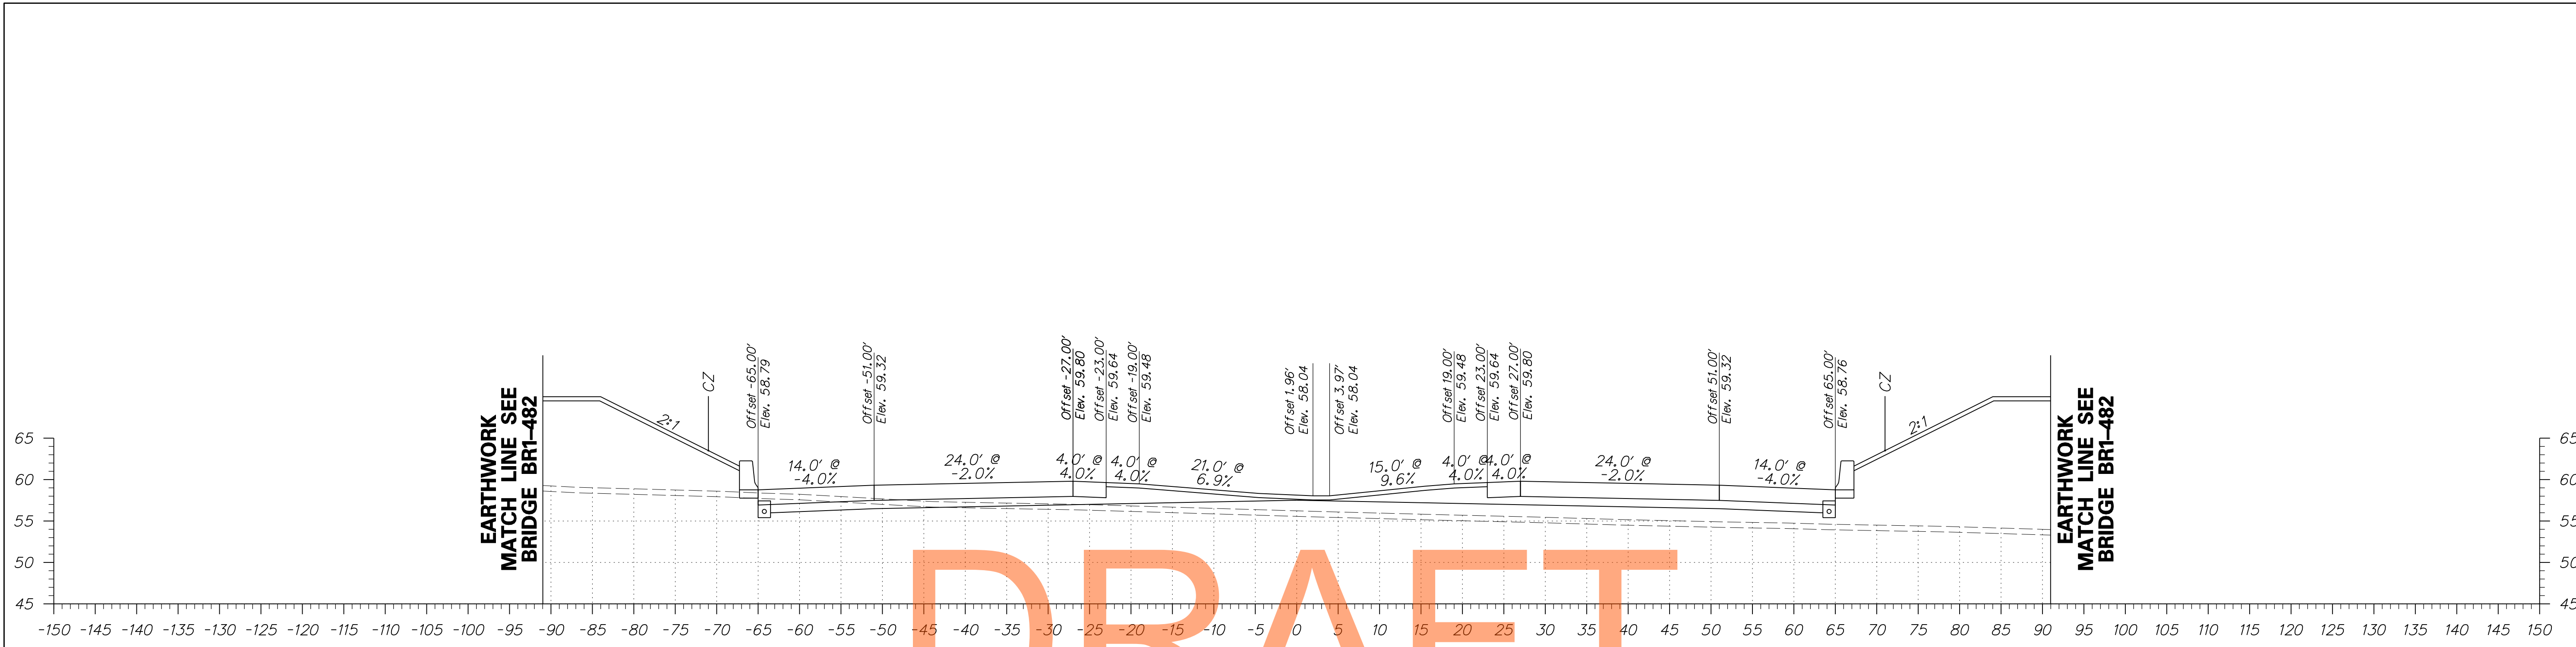 EARTHWORK
MATCH LINE SEE
BRIDGE BR1-482
2:1
CZ
Offset -65.00'
Elev. 58.79
14.0' @
-4.0%
Offset -51.00'
Elev. 59.32
24.0' @
-2.0%
Offset -27.00'
Elev. 59.80
4.0' @
4.0%
Offset -23.00'
Elev. 59.64
4.0' @
4.0%
Offset -19.00'
Elev. 59.48
21.0' @
6.9%
Offset 1.96'
Elev. 58.04
Offset 3.97'
Elev. 58.04
15.0' @
9.6%
Offset 19.00'
Elev. 59.48
4.0' @
4.0%
Offset 23.00'
Elev. 59.64
4.0' @
4.0%
Offset 27.00'
Elev. 59.80
24.0' @
-2.0%
Offset 51.00'
Elev. 59.32
14.0' @
-4.0%
Offset 65.00'
Elev. 58.76
CZ
2:1
EARTHWORK
MATCH LINE SEE
BRIDGE BR1-482
65
60
55
50
45
65
60
55
50
45
DRAFT
-150 -145 -140 -135 -130 -125 -120 -115 -110 -105 -100 -95 -90 -85 -80 -75 -70 -65 -60 -55 -50 -45 -40 -35 -30 -25 -20 -15 -10 -5 0 5 10 15 20 25 30 35 40 45 50 55 60 65 70 75 80 85 90 95 100 105 110 115 120 125 130 135 140 145 150